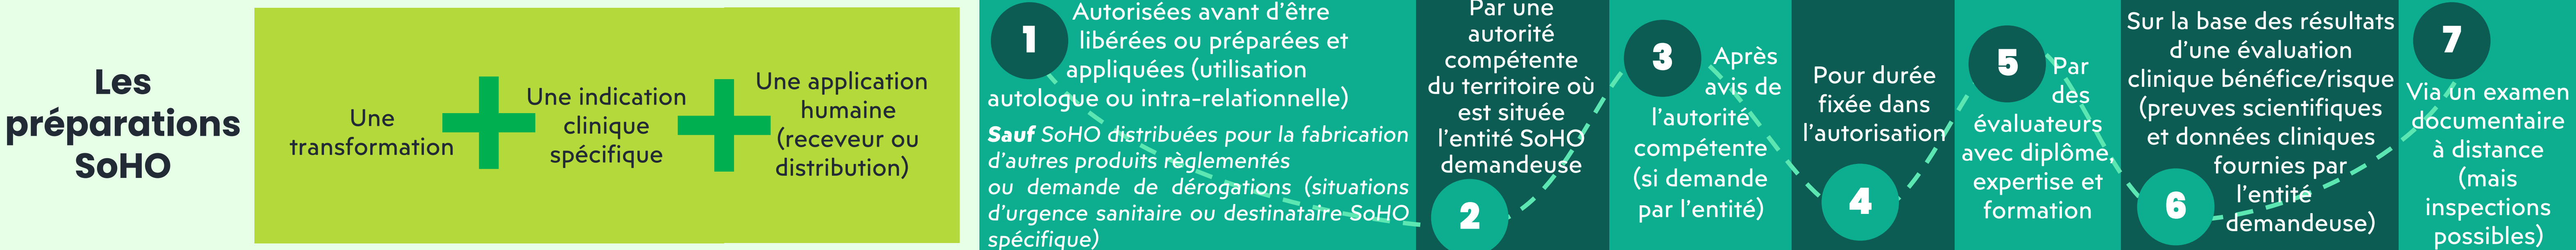 Les
préparations
SoHO
Une
transformation
Une indication
clinique
spécifique
Une application
humaine
(receveur ou
distribution)
1
Autorisées avant d'être
libérées ou préparées et
appliquées (utilisation
autologue ou intra-relationnelle)
Sauf SoHO distribuées pour la fabrication
d'autres produits règlementés
ou demande de dérogations (situations
d'urgence sanitaire ou destinataire SoHO
spécifique)
Par une
autorité
compétente
du territoire où
est située
l'entité SoHO
demandeuse
2
3
Après
avis de
l'autorité
compétente
(si demande
par l'entité)
Pour durée
fixée dans
l'autorisation
4
5
Par
des
évaluateurs
avec diplôme,
expertise et
formation
Sur la base des résultats
d'une évaluation
clinique bénéfice/risque
(preuves scientifiques
et données cliniques
fournies par
l'entité
demandeuse)
6
7
Via un examen
documentaire
à distance
(mais
inspections
possibles)